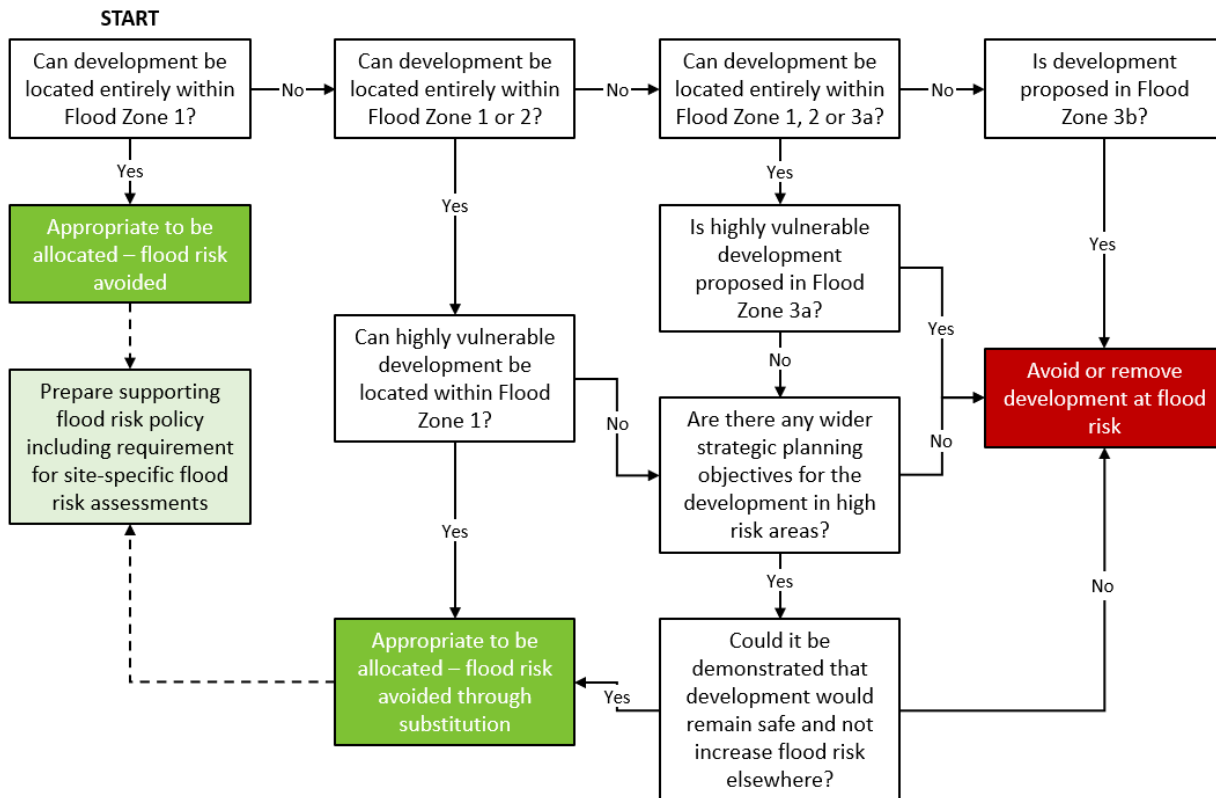 START
Can development be
located entirely within
Flood Zone 1?
No
Can development be
located entirely within
Flood Zone 1 or 2?
No
Can development be
located entirely within
Flood Zone 1, 2 or 3a?
No
Is development
proposed in Flood
Zone 3b?
Yes
Yes
Yes
Yes
Appropriate to be
allocated – flood risk
avoided
Is highly vulnerable
development
proposed in Flood
Zone 3a?
Yes
No
Can highly vulnerable
development be
located within Flood
Zone 1?
No
Yes
Prepare supporting
flood risk policy
including requirement
for site-specific flood
risk assessments
Are there any wider
strategic planning
objectives for the
development in high
risk areas?
No
Yes
Avoid or remove
development at flood
risk
No
Appropriate to be
allocated – flood risk
avoided through
substitution
Yes
Could it be
demonstrated that
development would
remain safe and not
increase flood risk
elsewhere?